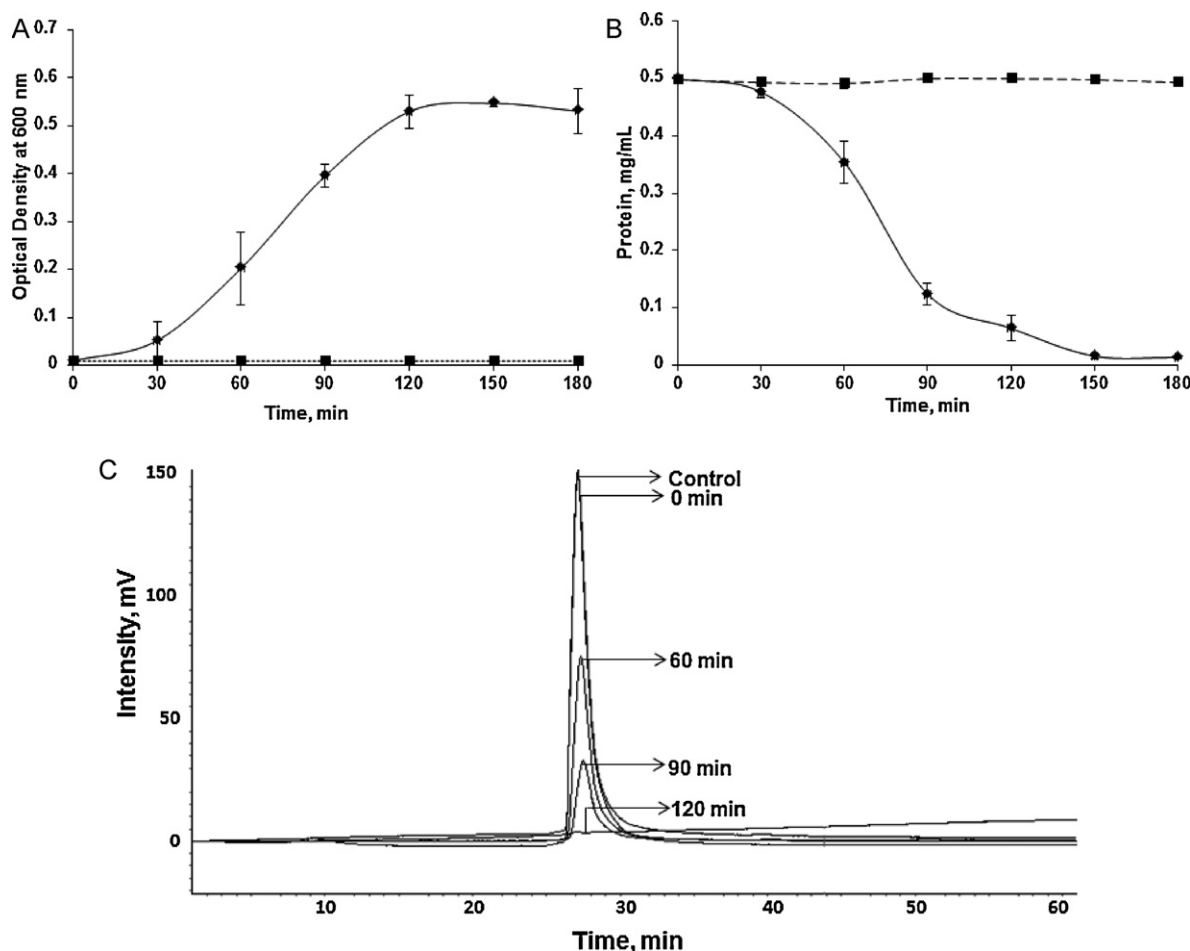 A
Optical Density at 600 nm
0.7
0.6
0.5
0.4
0.3
0.2
0.1
0
0 30 60 90 120 150 180
Time, min
B
Protein, mg/mL
0.6
0.5
0.4
0.3
0.2
0.1
0
0 30 60 90 120 150 180
Time, min
C
Intensity, mV
150
100
50
0
Control
0 min
60 min
90 min
120 min
10 20 30 40 50 60
Time, min